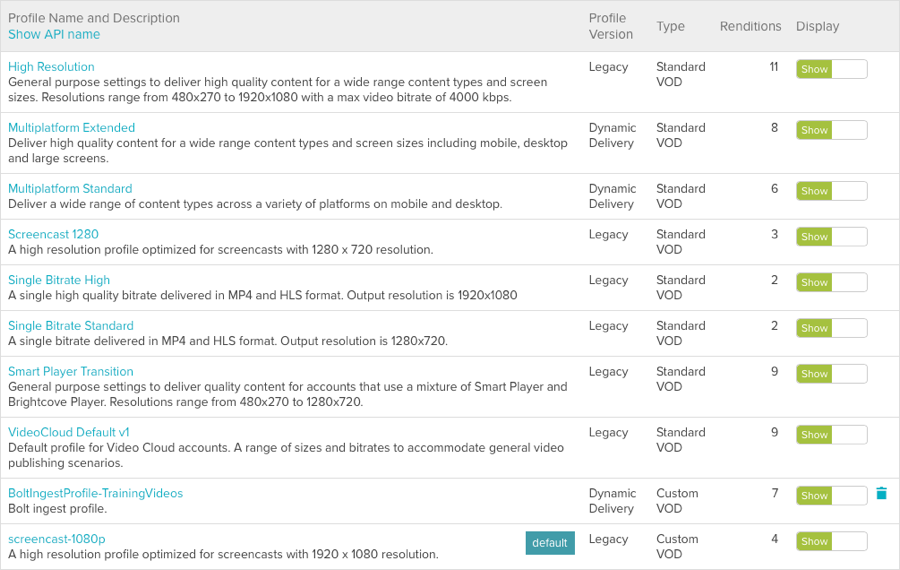 Profile Name and Description
Show API name
Profile Version
Type
Renditions
Display
High Resolution
General purpose settings to deliver high quality content for a wide range content types and screen
sizes. Resolutions range from 480x270 to 1920x1080 with a max video bitrate of 4000 kbps.
Legacy
Standard
VOD
11
Show
Multiplatform Extended
Deliver high quality content for a wide range content types and screen sizes including mobile, desktop
and large screens.
Dynamic
Delivery
Standard
VOD
8
Show
Multiplatform Standard
Deliver a wide range of content types across a variety of platforms on mobile and desktop.
Dynamic
Delivery
Standard
VOD
6
Show
Screencast 1280
A high resolution profile optimized for screencasts with 1280 x 720 resolution.
Legacy
Standard
VOD
3
Show
Single Bitrate High
A single high quality bitrate delivered in MP4 and HLS format. Output resolution is 1920x1080
Legacy
Standard
VOD
2
Show
Single Bitrate Standard
A single bitrate delivered in MP4 and HLS format. Output resolution is 1280x720.
Legacy
Standard
VOD
2
Show
Smart Player Transition
General purpose settings to deliver quality content for accounts that use a mixture of Smart Player and
Brightcove Player. Resolutions range from 480x270 to 1280x720.
Legacy
Standard
VOD
9
Show
VideoCloud Default v1
Default profile for Video Cloud accounts. A range of sizes and bitrates to accommodate general video
publishing scenarios.
Legacy
Standard
VOD
9
Show
BoltIngestProfile-TrainingVideos
Bolt ingest profile.
Dynamic
Delivery
Custom
VOD
7
Show
screencast-1080p
A high resolution profile optimized for screencasts with 1920 x 1080 resolution.
default
Legacy
Custom
VOD
4
Show